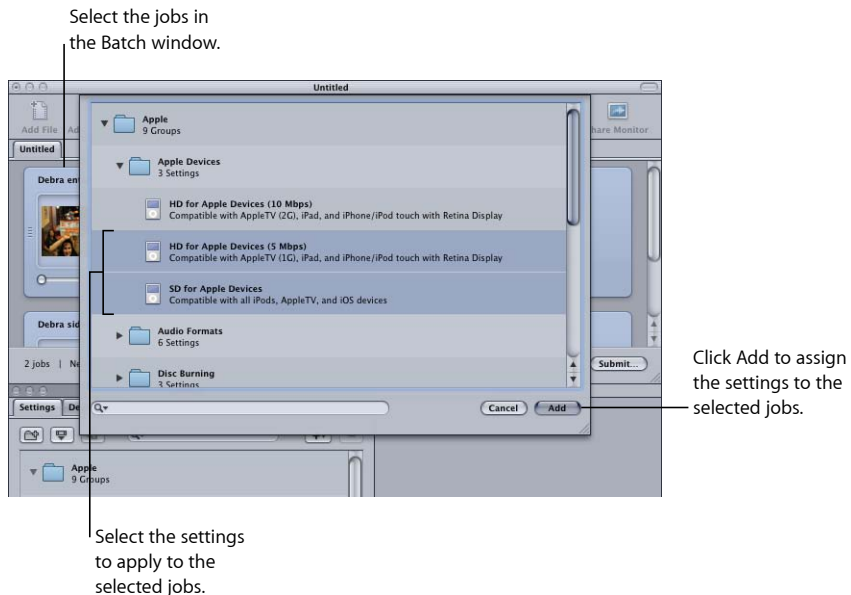 Select the jobs in
the Batch window.
Untitled
Add File
Share Monitor
Untitled
Apple
9 Groups
Apple Devices
3 Settings
HD for Apple Devices (10 Mbps)
Compatible with AppleTV (2G), iPad, and iPhone/iPod touch with Retina Display
HD for Apple Devices (5 Mbps)
Compatible with AppleTV (1G), iPad, and iPhone/iPod touch with Retina Display
SD for Apple Devices
Compatible with all iPods, AppleTV, and iOS devices
Audio Formats
6 Settings
Disc Burning
3 Settings
Debra
Debra
2 jobs |
Submit...
Cancel
Add
Settings
Apple
9 Groups
Click Add to assign
the settings to the
selected jobs.
Select the settings
to apply to the
selected jobs.